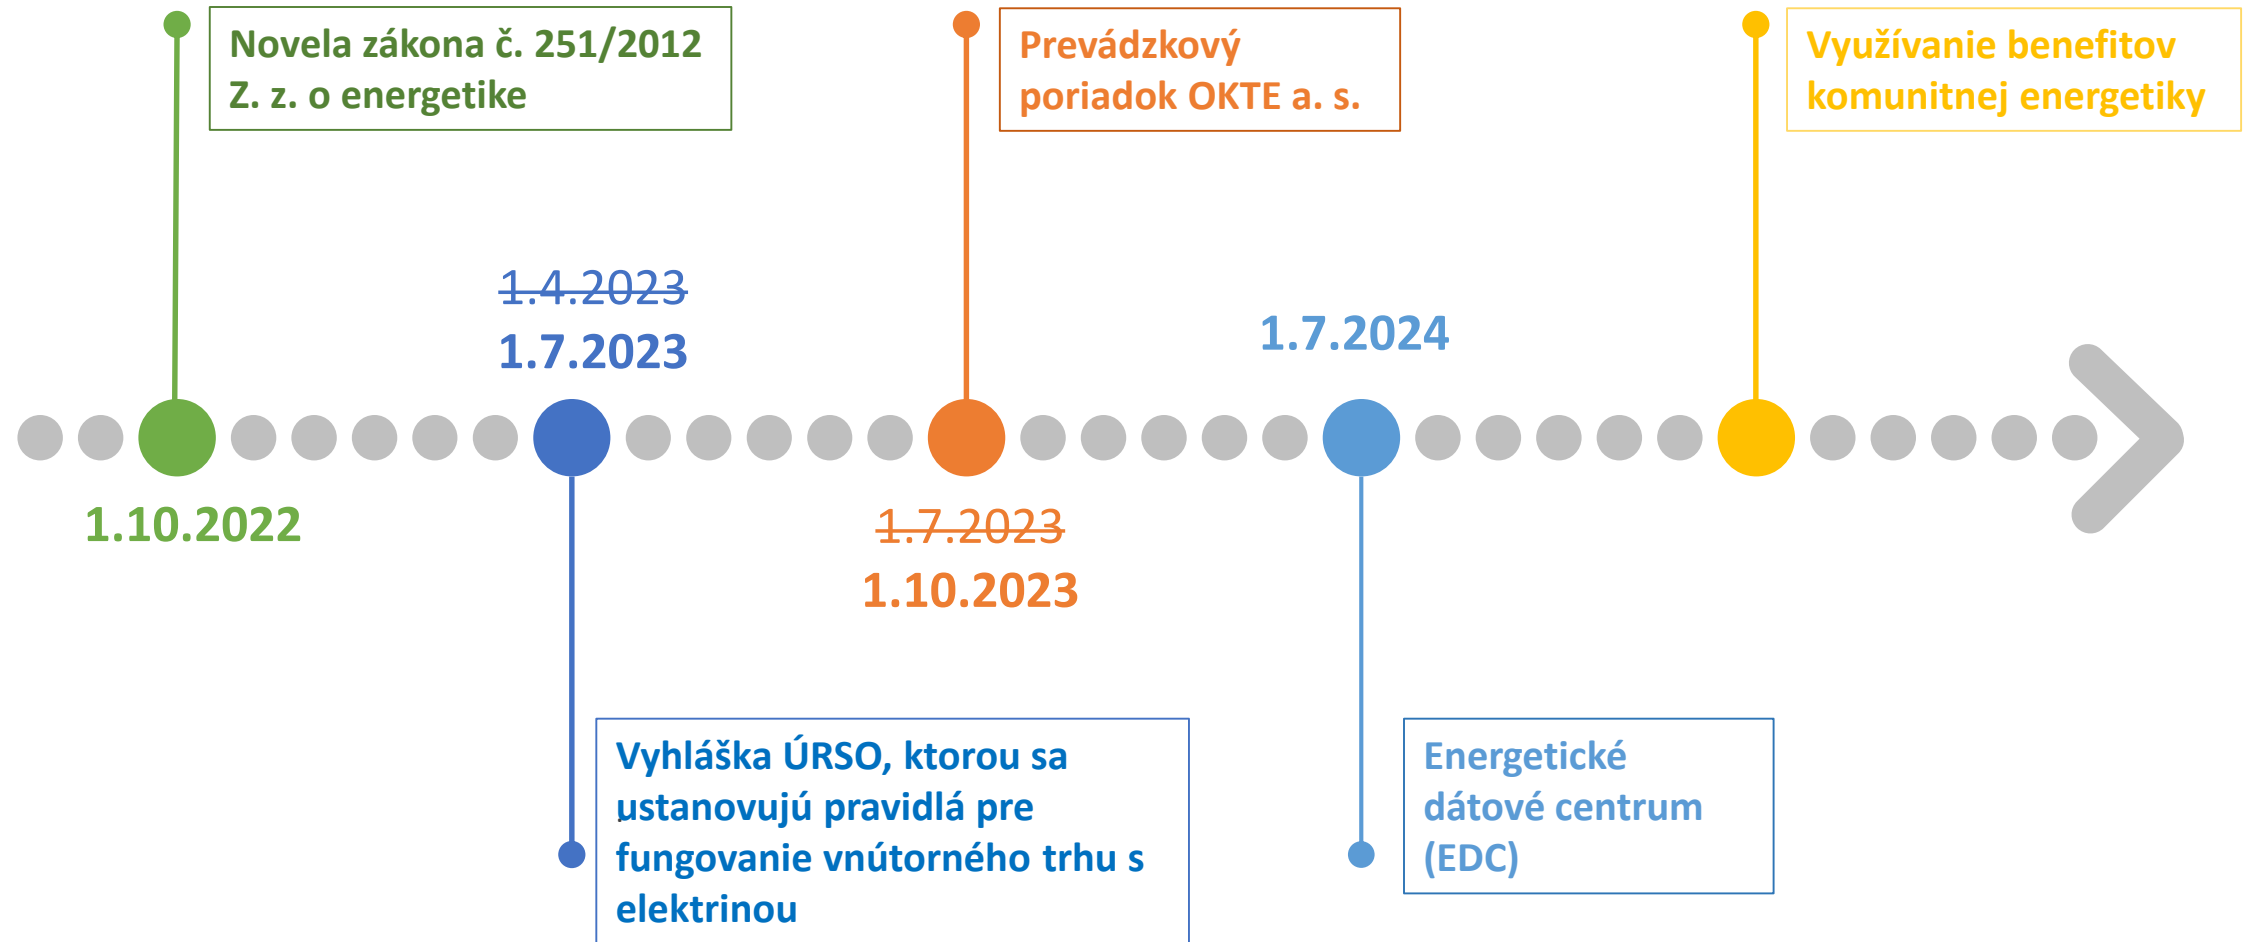 Novela zákona č. 251/2012
Z. z. o energetike
Prevádzkový
poriadok OKTE a. s.
Využívanie benefitov
komunitnej energetiky
1.4.2023
1.7.2023
1.7.2024
1.10.2022
1.7.2023
1.10.2023
Vyhláška ÚRSO, ktorou sa
ustanovujú pravidlá pre
fungovanie vnútorného trhu s
elektrinou
Energetické
dátové centrum
(EDC)